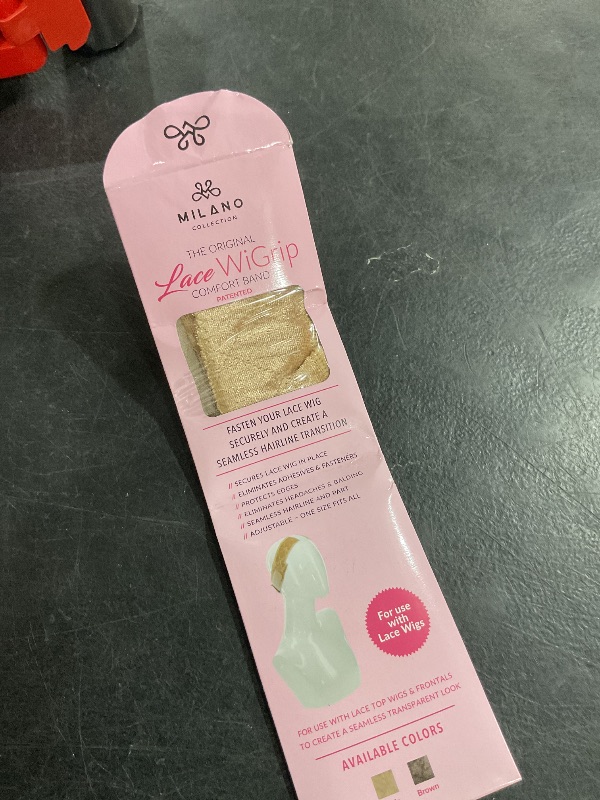 MILANO
COLLECTION
THE ORIGINAL
Lace WiGrip
COMFORT BAND
PATENTED
FASTEN YOUR LACE WIG
SECURELY AND CREATE A
SEAMLESS HAIRLINE TRANSITION
// SECURES LACE WIG IN PLACE
// ELIMINATES ADHESIVES & FASTENERS
// PROTECTS EDGES
// ELIMINATES HEADACHES & BALDING
// SEAMLESS HAIRLINE AND PART
// ADJUSTABLE – ONE SIZE FITS ALL
For use
with
Lace Wigs
FOR USE WITH LACE TOP WIGS & FRONTALS
TO CREATE A SEAMLESS TRANSPARENT LOOK
AVAILABLE COLORS
Brown